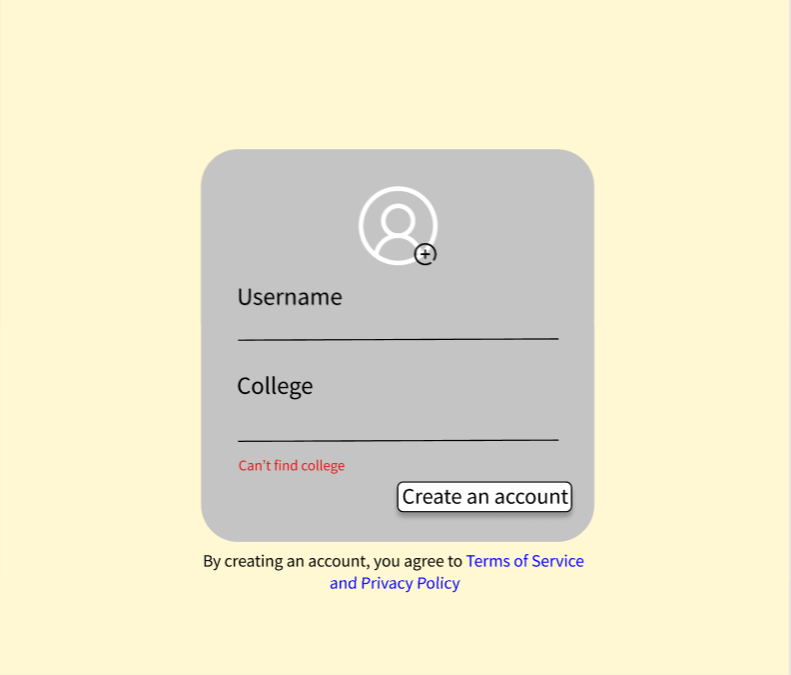 Username
College
Can't find college
Create an account
By creating an account, you agree to Terms of Service
and Privacy Policy